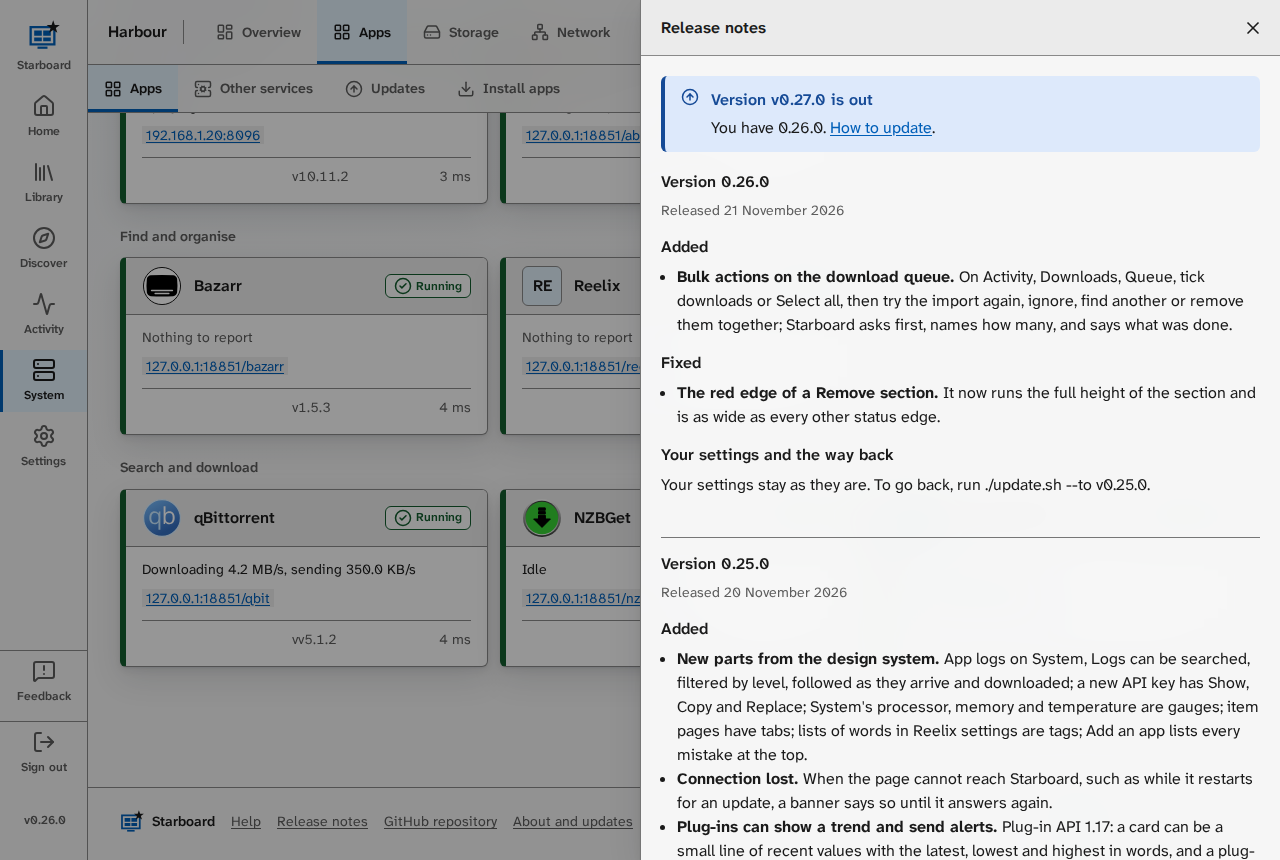 Starboard
Home
Library
Discover
Activity
System
Settings
Feedback
Sign out
v0.26.0
Harbour
Overview
Apps
Storage
Network
Apps
Other services
Updates
Install apps
192.168.1.20:8096
127.0.0.1:18851/ab
v10.11.2
3 ms
Find and organise
Bazarr
Running
RE
Reelix
Nothing to report
Nothing to report
127.0.0.1:18851/bazarr
127.0.0.1:18851/re
v1.5.3
4 ms
Search and download
qb
qBittorrent
Running
NZBGet
Downloading 4.2 MB/s, sending 350.0 KB/s
Idle
127.0.0.1:18851/qbit
127.0.0.1:18851/nz
vv5.1.2
4 ms
Starboard
Help
Release notes
GitHub repository
About and updates
Release notes
Version v0.27.0 is out
You have 0.26.0. How to update.
Version 0.26.0
Released 21 November 2026
Added
• Bulk actions on the download queue. On Activity, Downloads, Queue, tick
downloads or Select all, then try the import again, ignore, find another or remove
them together; Starboard asks first, names how many, and says what was done.
Fixed
• The red edge of a Remove section. It now runs the full height of the section and
is as wide as every other status edge.
Your settings and the way back
Your settings stay as they are. To go back, run ./update.sh --to v0.25.0.
Version 0.25.0
Released 20 November 2026
Added
• New parts from the design system. App logs on System, Logs can be searched,
filtered by level, followed as they arrive and downloaded; a new API key has Show,
Copy and Replace; System's processor, memory and temperature are gauges; item
pages have tabs; lists of words in Reelix settings are tags; Add an app lists every
mistake at the top.
• Connection lost. When the page cannot reach Starboard, such as while it restarts
for an update, a banner says so until it answers again.
• Plug-ins can show a trend and send alerts. Plug-in API 1.17: a card can be a
small line of recent values with the latest, lowest and highest in words, and a plug-